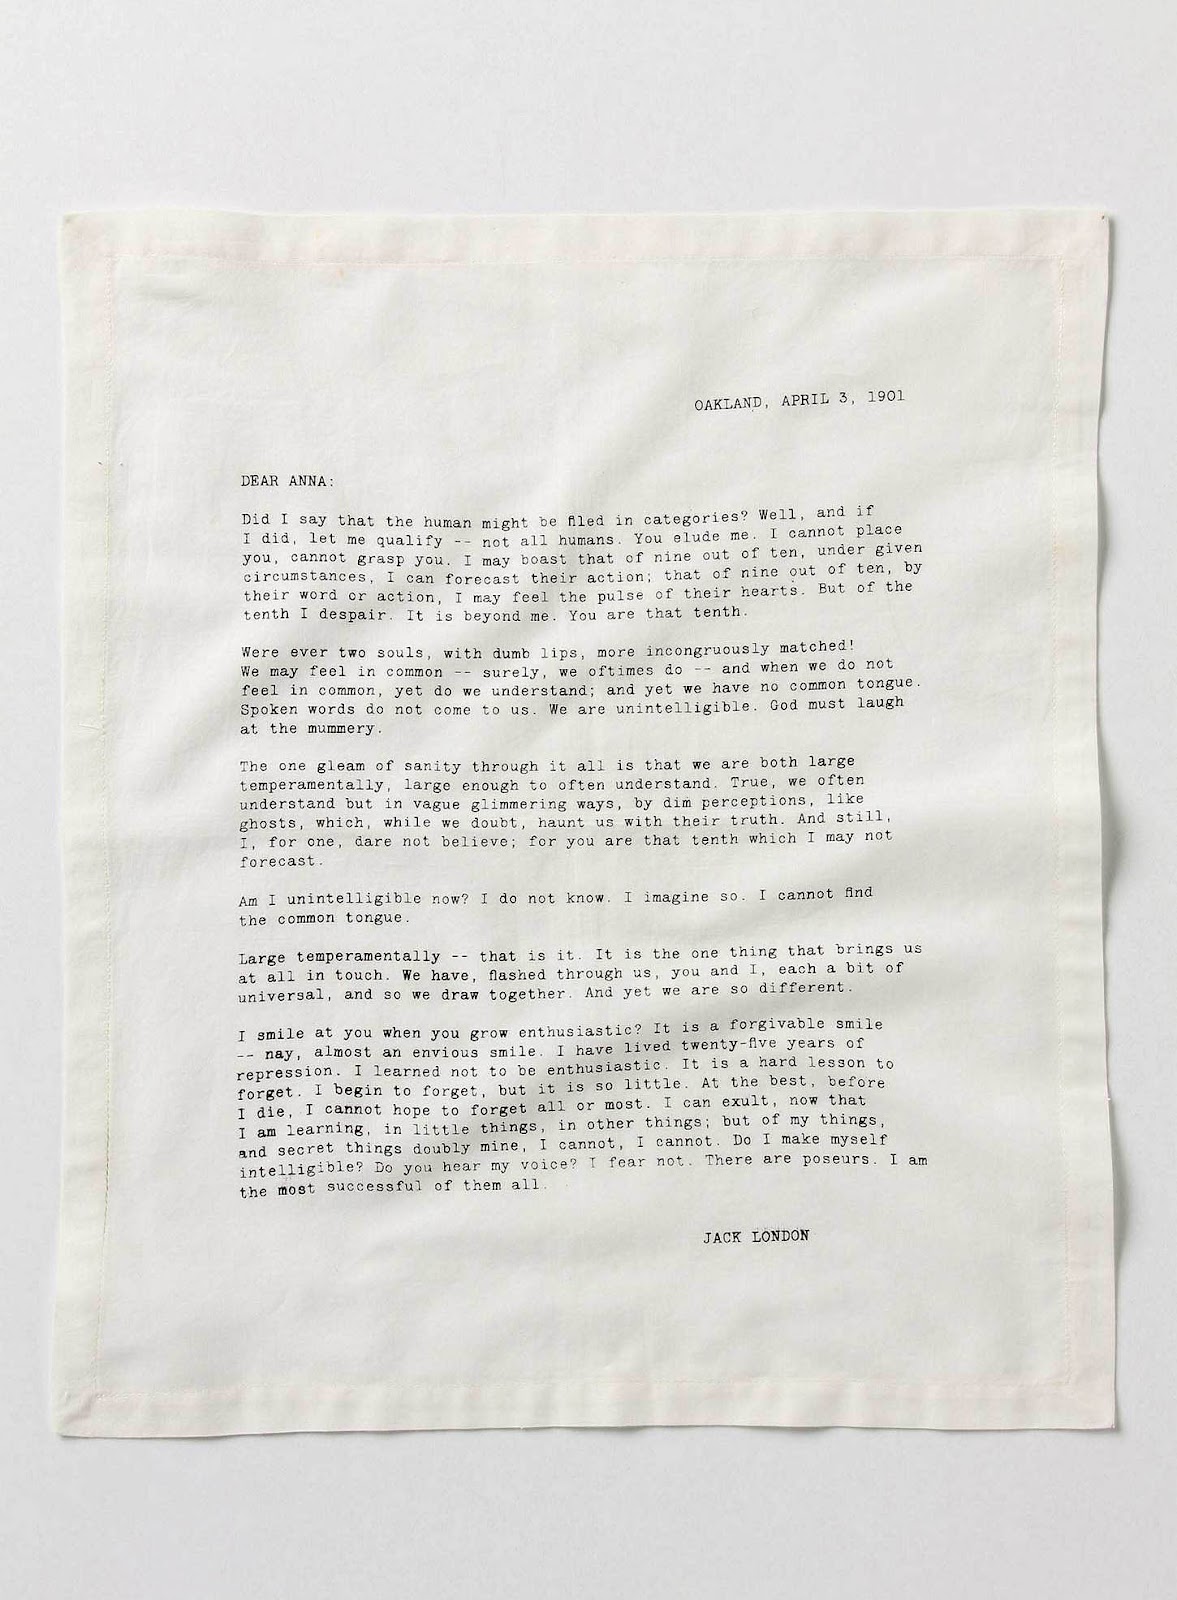 OAKLAND, APRIL 3, 1901
DEAR ANNA:
Did I say that the human might be filed in categories? Well, and if
I did, let me qualify -- not all humans. You elude me. I cannot place
you, cannot grasp you. I may boast that of nine out of ten, under given
circumstances, I can forecast their action; that of nine out of ten, by
their word or action, I may feel the pulse of their hearts. But of the
tenth I despair. It is beyond me. You are that tenth.
Were ever two souls, with dumb lips, more incongruously matched!
We may feel in common -- surely, we oftimes do -- and when we do not
feel in common, yet do we understand; and yet we have no common tongue.
Spoken words do not come to us. We are unintelligible. God must laugh
at the mummery.
The one gleam of sanity through it all is that we are both large
temperamentally, large enough to often understand. True, we often
understand but in vague glimmering ways, by dim perceptions, like
ghosts, which, while we doubt, haunt us with their truth. And still,
I, for one, dare not believe; for you are that tenth which I may not
forecast.
Am I unintelligible now? I do not know. I imagine so. I cannot find
the common tongue.
Large temperamentally -- that is it. It is the one thing that brings us
at all in touch. We have, flashed through us, you and I, each a bit of
universal, and so we draw together. And yet we are so different.
I smile at you when you grow enthusiastic? It is a forgivable smile
-- nay, almost an envious smile. I have lived twenty-five years of
repression. I learned not to be enthusiastic. It is a hard lesson to
forget. I begin to forget, but it is so little. At the best, before
I die, I cannot hope to forget all or most. I can exult, now that
I am learning, in little things, in other things; but of my things,
and secret things doubly mine, I cannot, I cannot. Do I make myself
intelligible? Do you hear my voice? I fear not. There are poseurs. I am
the most successful of them all.
JACK LONDON